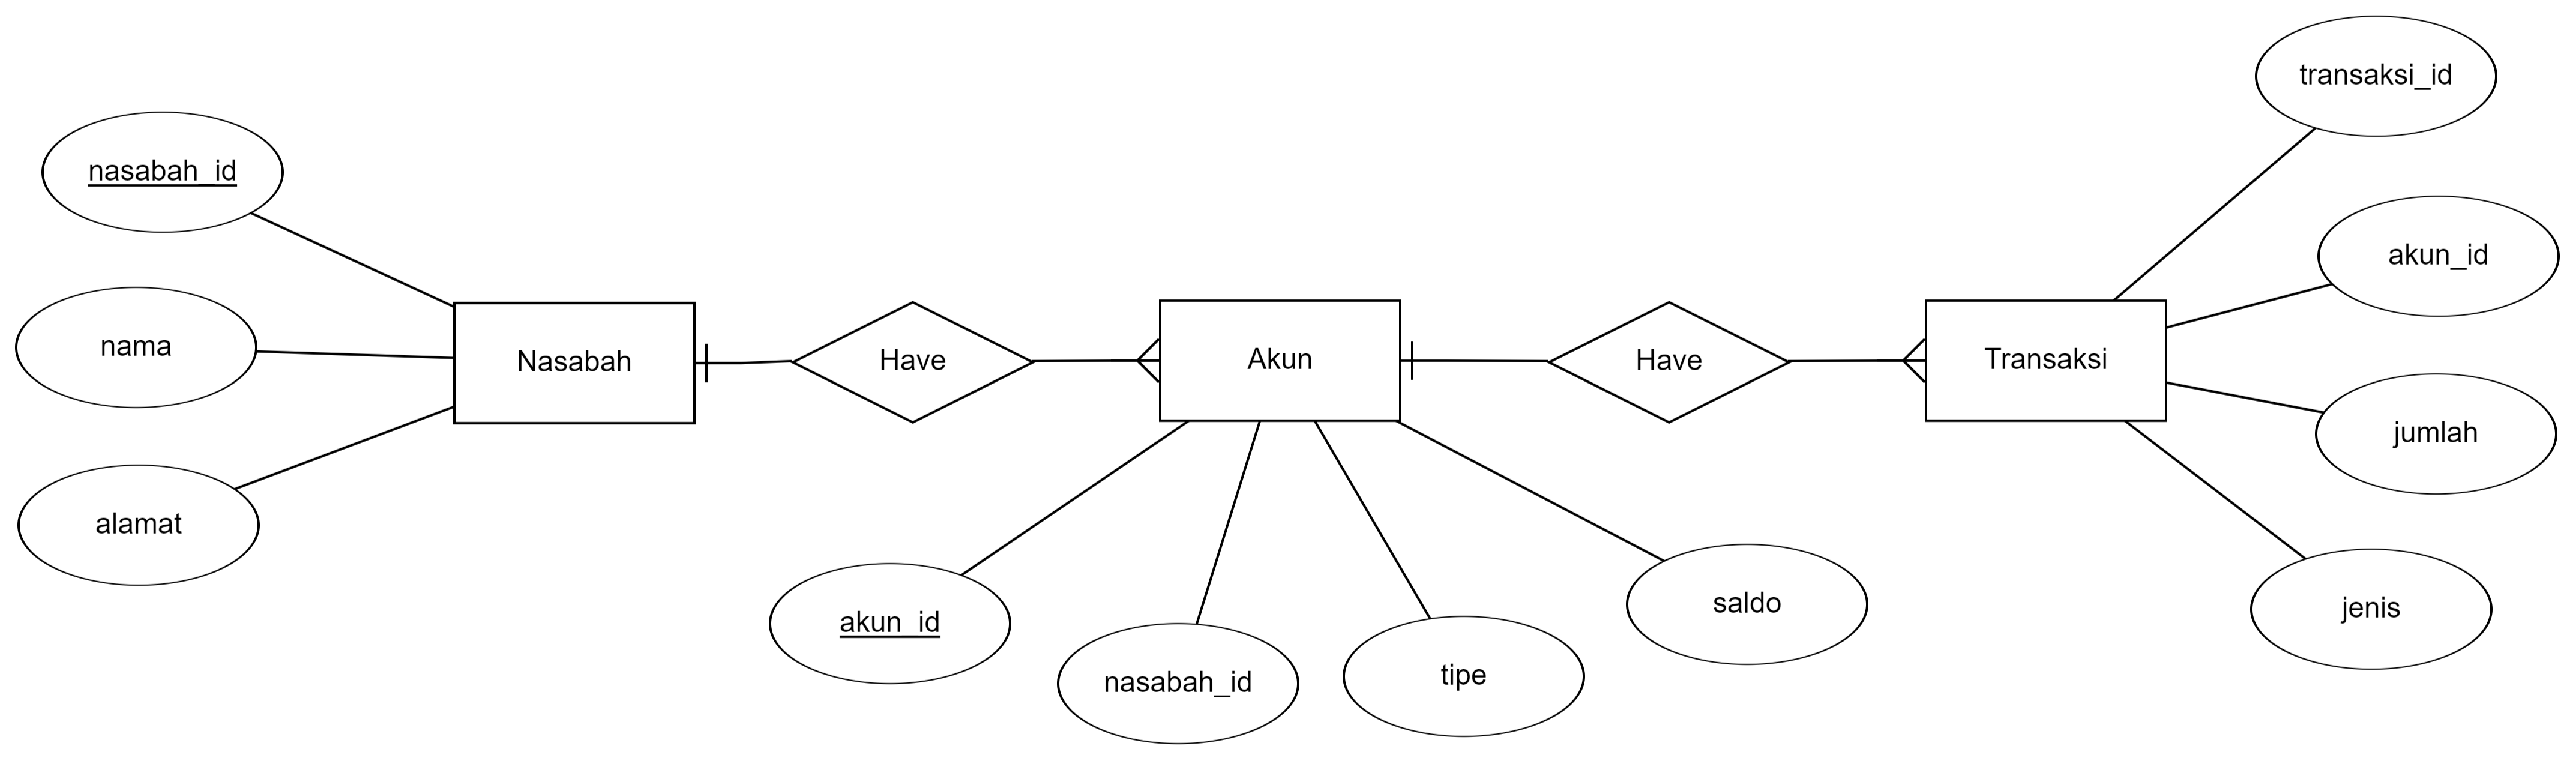 nasabah_id
nama
alamat
Nasabah
Have
Akun
akun_id
nasabah_id
tipe
saldo
Have
Transaksi
transaksi_id
akun_id
jumlah
jenis